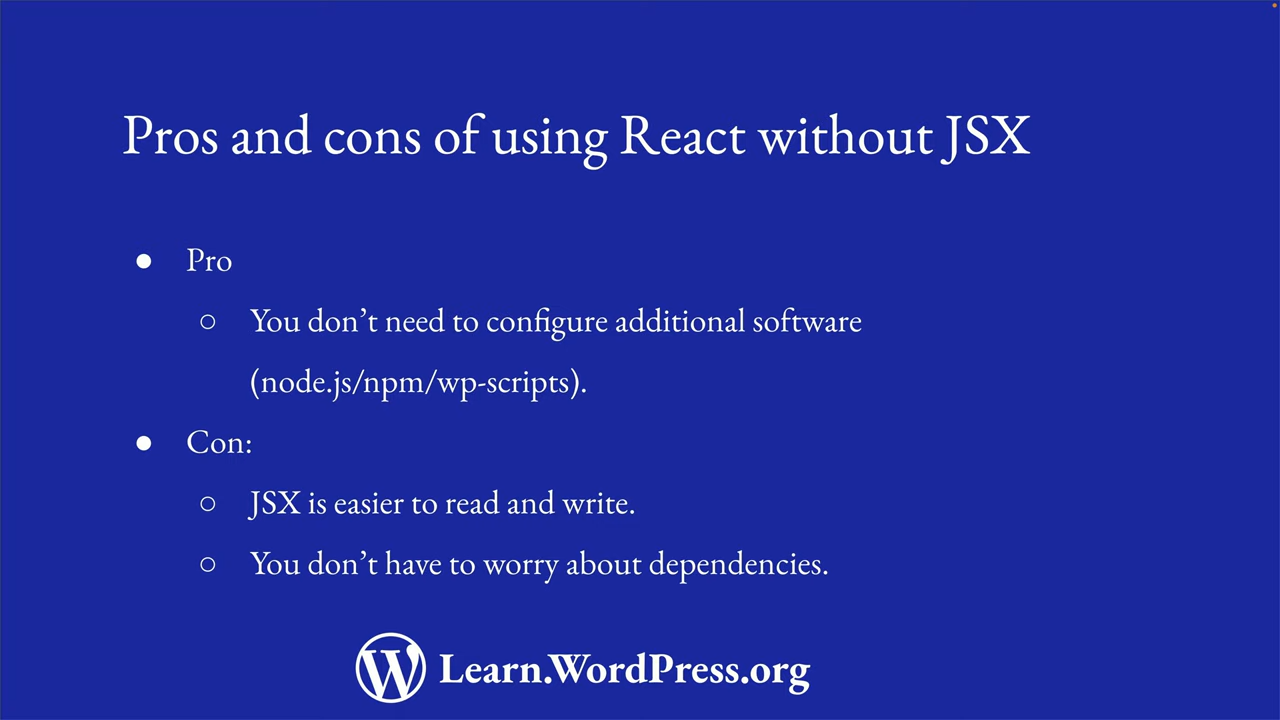 Pros and cons of using React without JSX
● Pro
○ You don’t need to configure additional software
(node.js/npm/wp-scripts).
● Con:
○ JSX is easier to read and write.
○ You don’t have to worry about dependencies.
Learn.WordPress.org